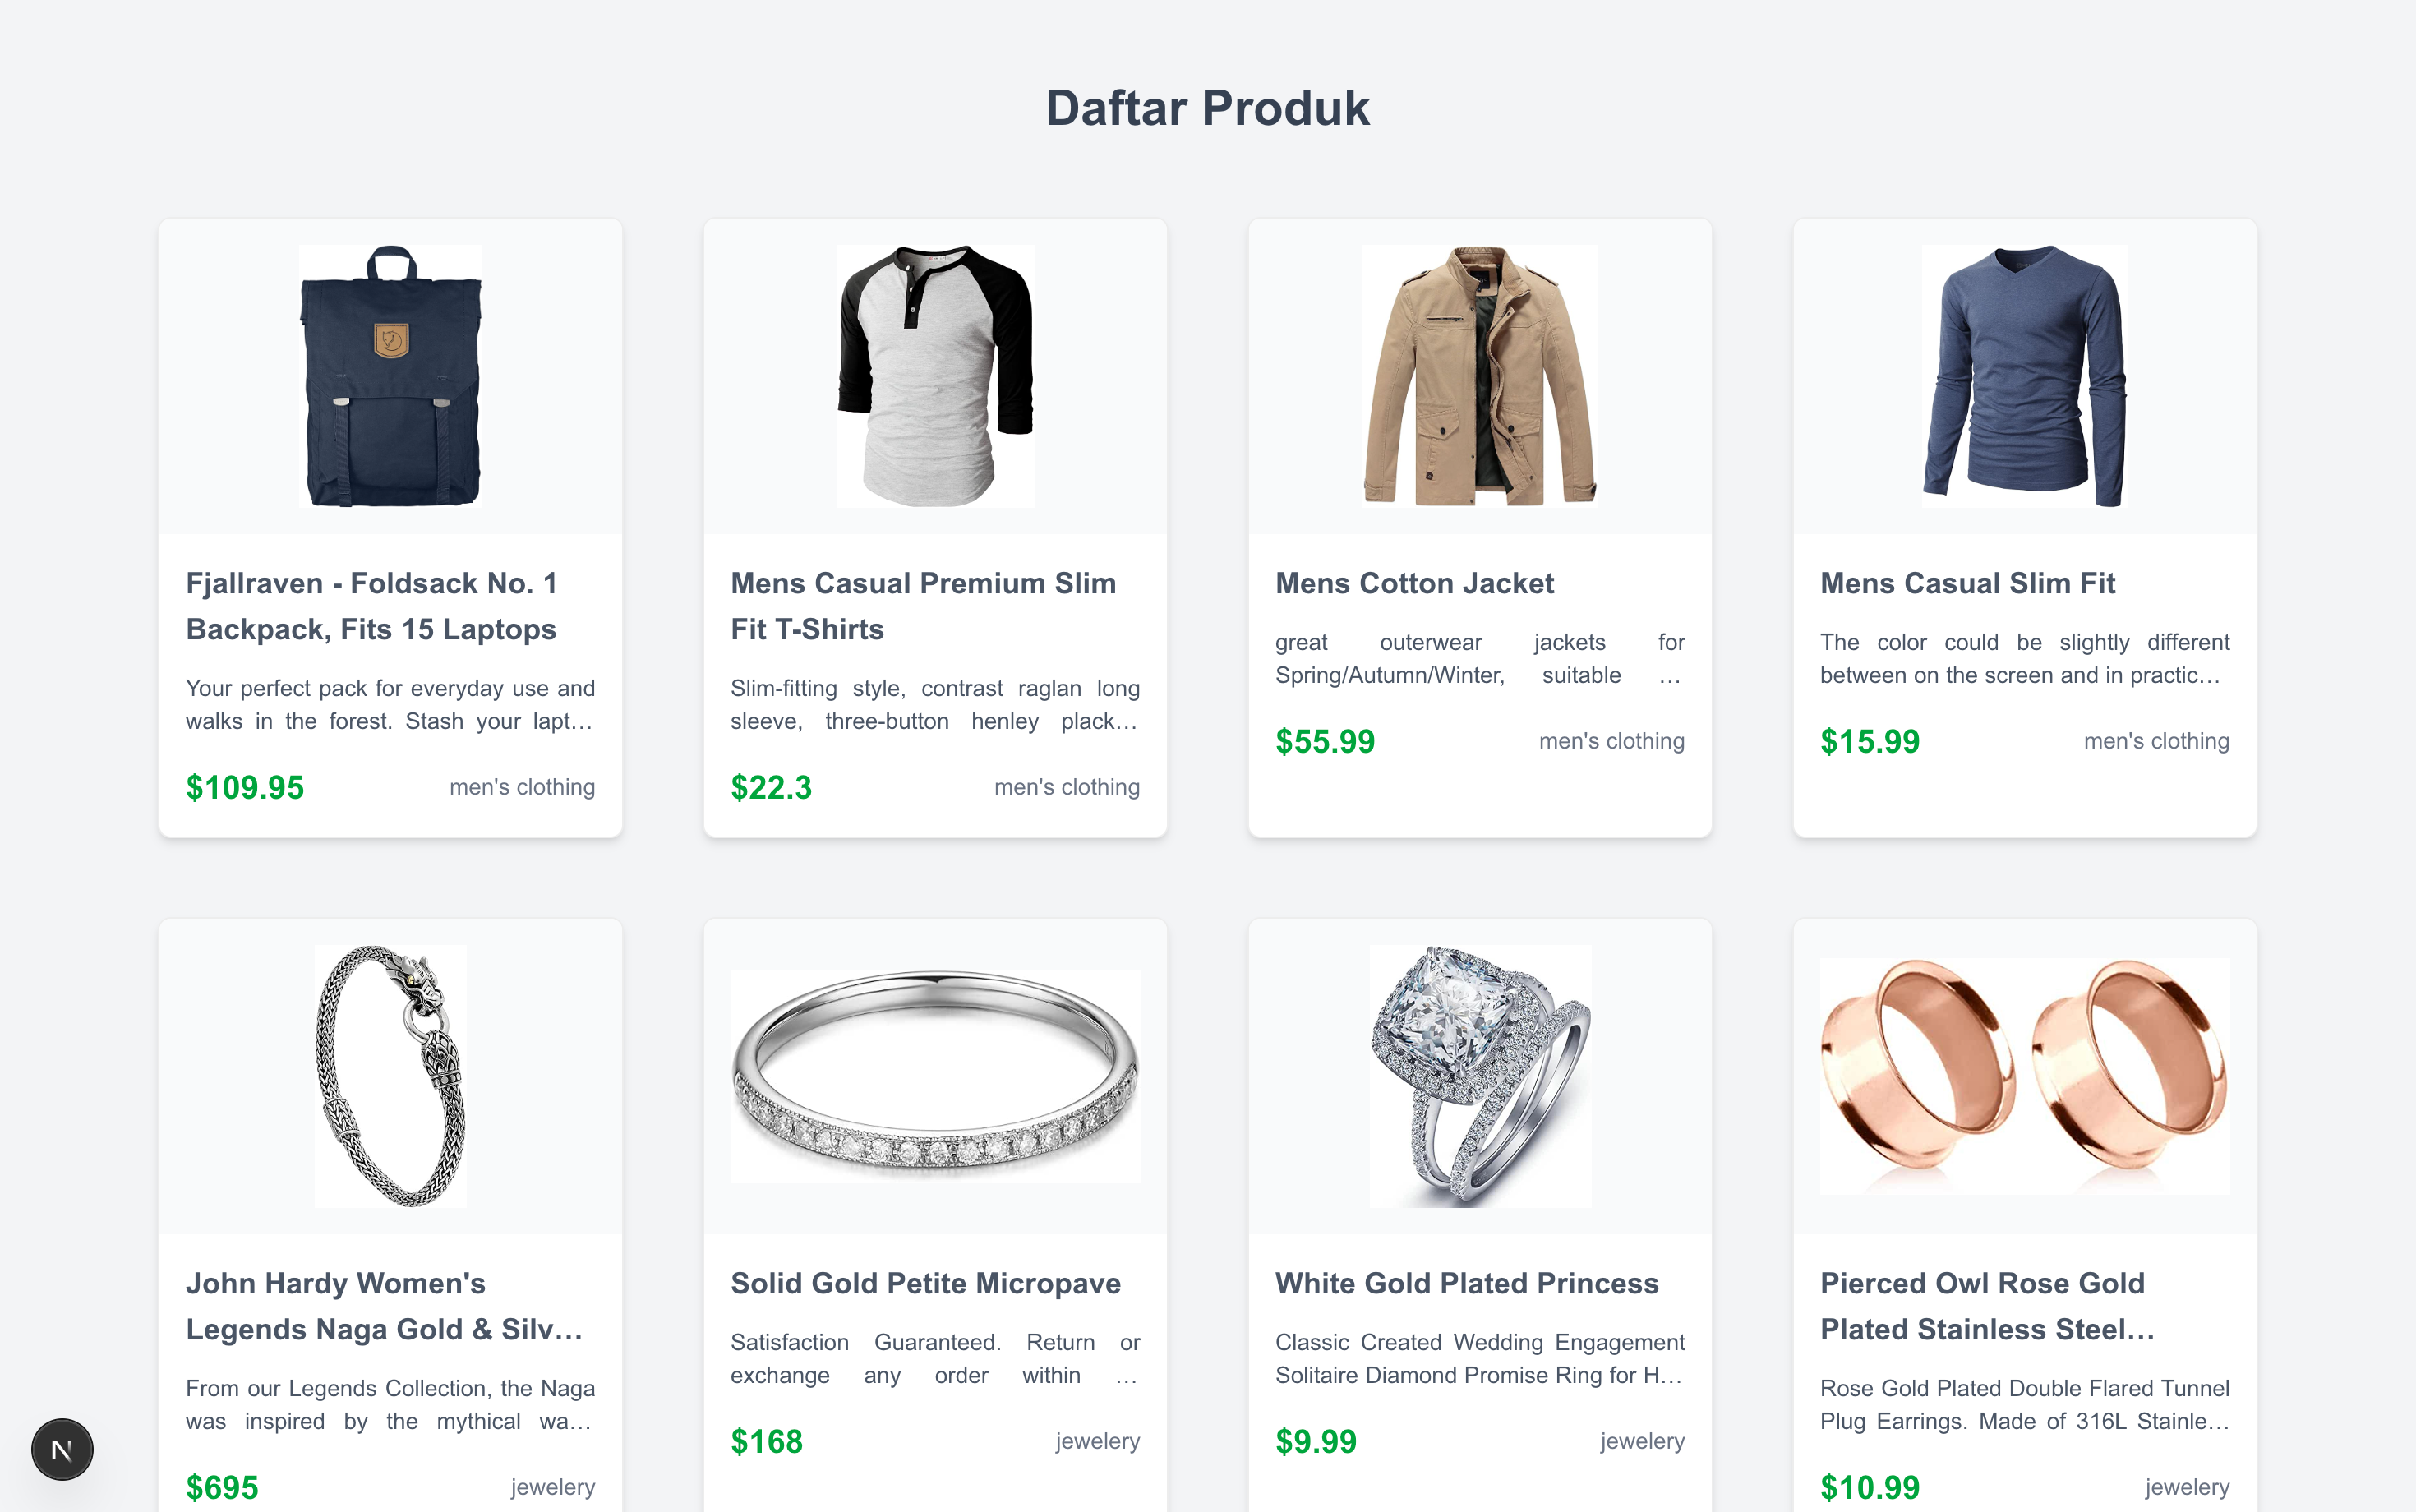 Daftar Produk
Fjallraven - Foldsack No. 1
Backpack, Fits 15 Laptops
Your perfect pack for everyday use and
walks in the forest. Stash your lapt…
$109.95 men's clothing
Mens Casual Premium Slim
Fit T-Shirts
Slim-fitting style, contrast raglan long
sleeve, three-button henley plack…
$22.3 men's clothing
Mens Cotton Jacket
great outerwear jackets for
Spring/Autumn/Winter, suitable …
$55.99 men's clothing
Mens Casual Slim Fit
The color could be slightly different
between on the screen and in practic…
$15.99 men's clothing
John Hardy Women's
Legends Naga Gold & Silv…
From our Legends Collection, the Naga
was inspired by the mythical wa…
$695 jewelery
Solid Gold Petite Micropave
Satisfaction Guaranteed. Return or
exchange any order within …
$168 jewelery
White Gold Plated Princess
Classic Created Wedding Engagement
Solitaire Diamond Promise Ring for H…
$9.99 jewelery
Pierced Owl Rose Gold
Plated Stainless Steel…
Rose Gold Plated Double Flared Tunnel
Plug Earrings. Made of 316L Stainle…
$10.99 jewelery
N